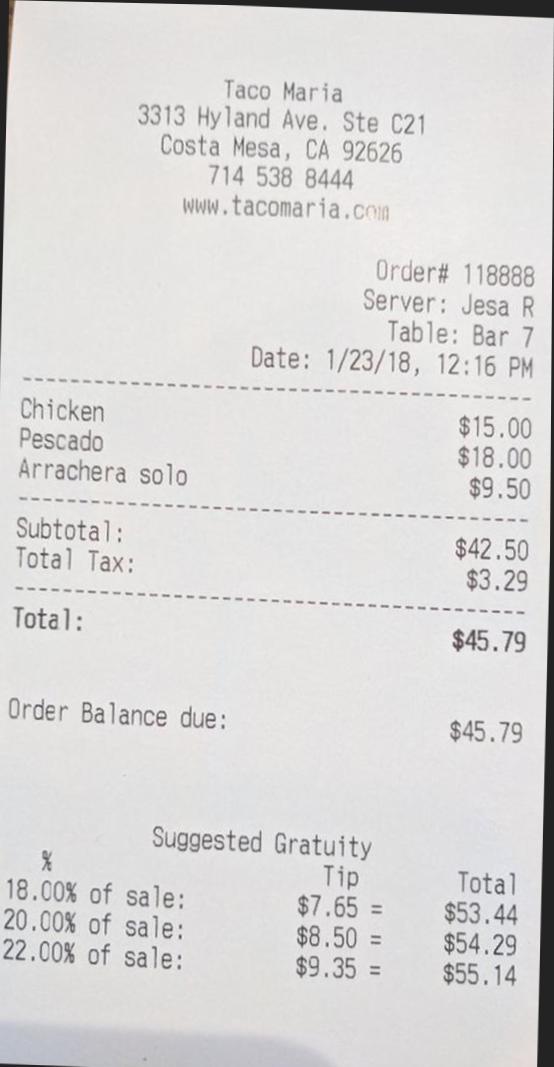 Taco Maria
3313 Hyland Ave. Ste C21
Costa Mesa, CA 92626
714 538 8444
www.tacomaria.com
Order# 118888
Server: Jesa R
Table: Bar 7
Date: 1/23/18, 12:16 PM
Chicken $15.00
Pescado $18.00
Arrachera solo $9.50
Subtotal: $42.50
Total Tax: $3.29
Total: $45.79
Order Balance due: $45.79
Suggested Gratuity
% Tip Total
18.00% of sale: $7.65 = $53.44
20.00% of sale: $8.50 = $54.29
22.00% of sale: $9.35 = $55.14